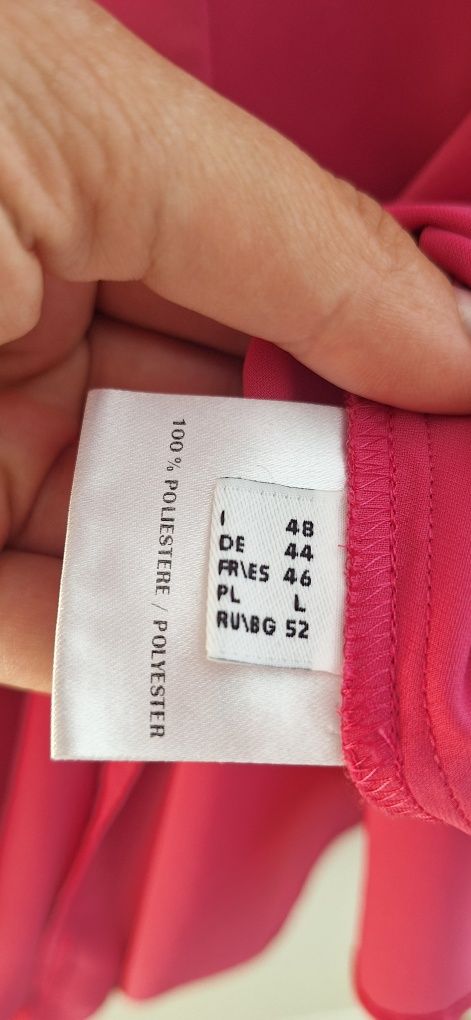 100% POLIESTERE / POLYESTER
I 48
DE 44
FR\ES 46
PL L
RU\BG 52